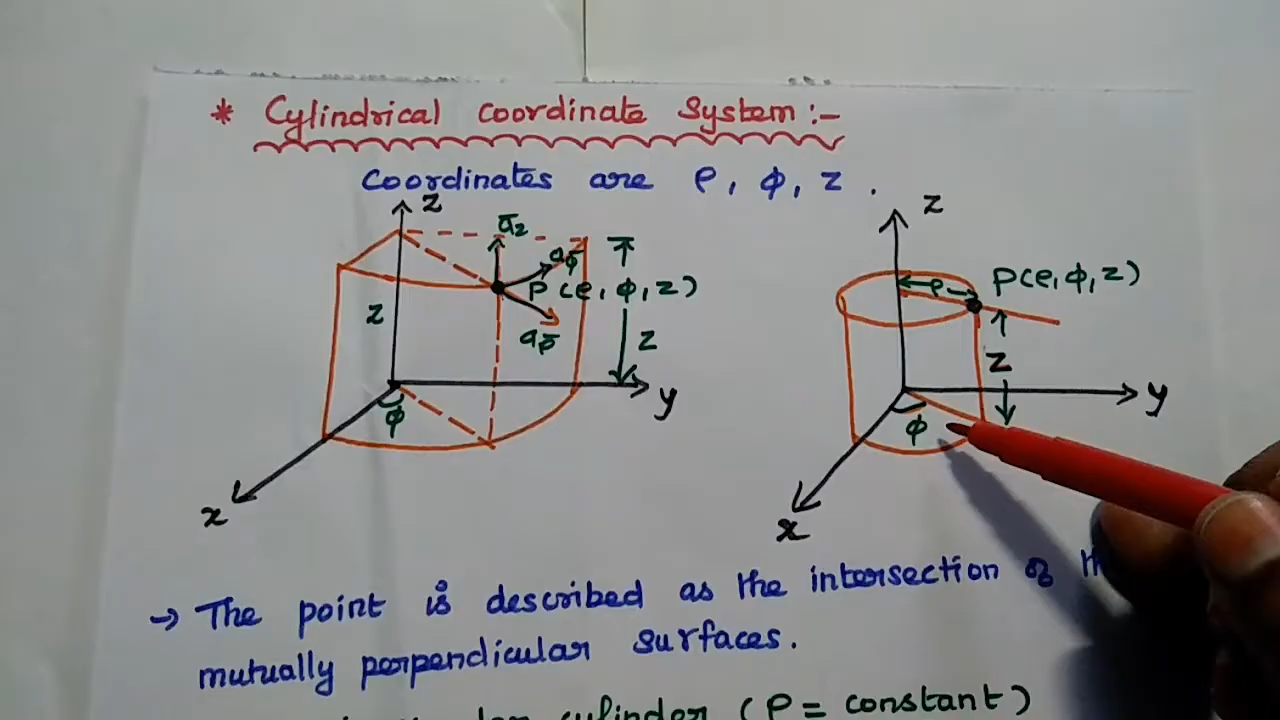 * Cylindrical coordinate System:-
Coordinates are ρ, ϕ, z .
z
a̅z
aϕ̅
P(ρ, ϕ, z)
aρ̅
z
z
y
ϕ
x
z
P(ρ, ϕ, z)
ρ
z
y
ϕ
x
→ The point is described as the intersection of
mutually perpendicular surfaces.
cylinder (ρ = constant)